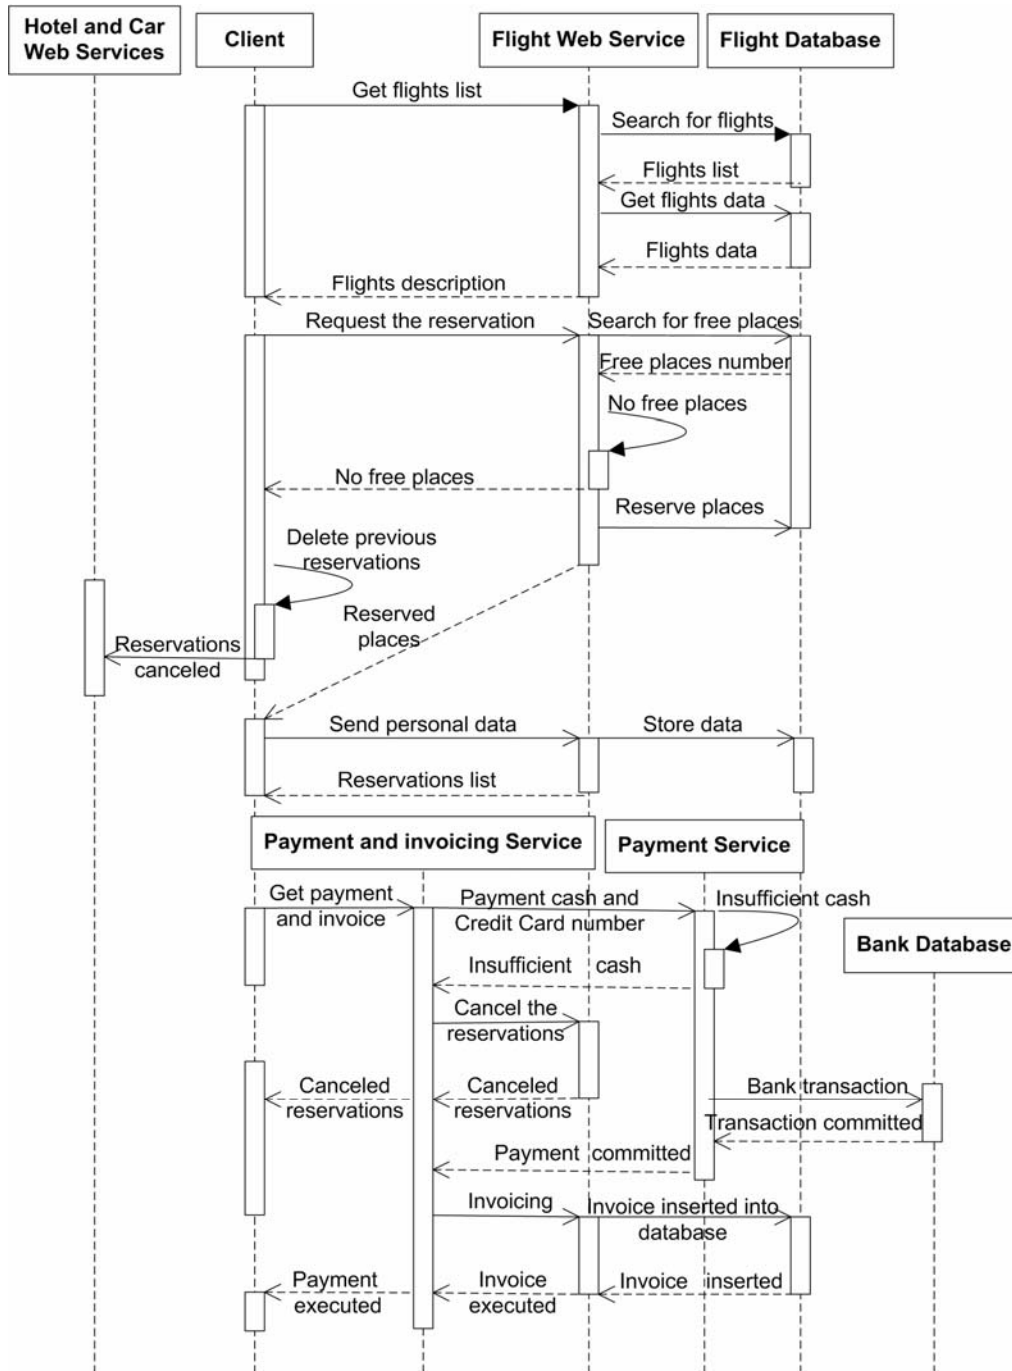 Hotel and Car
Web Services
Client
Flight Web Service
Flight Database
Get flights list
Search for flights
Flights list
Get flights data
Flights data
Flights description
Request the reservation
Search for free places
Free places number
No free places
No free places
Reserve places
Delete previous
reservations
Reserved
places
Reservations
canceled
Send personal data
Store data
Reservations list
Payment and invoicing Service
Payment Service
Get payment
and invoice
Payment cash and
Credit Card number
Insufficient cash
Bank Database
Insufficient cash
Cancel the
reservations
Canceled
reservations
Canceled
reservations
Bank transaction
Transaction committed
Payment committed
Invoicing
Invoice inserted into
database
Payment
executed
Invoice
executed
Invoice inserted